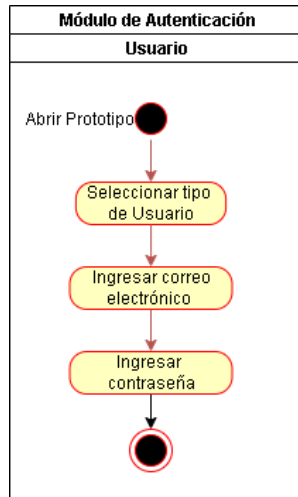 Módulo de Autenticación
Usuario
Abrir Prototipo
Seleccionar tipo
de Usuario
Ingresar correo
electrónico
Ingresar
contraseña